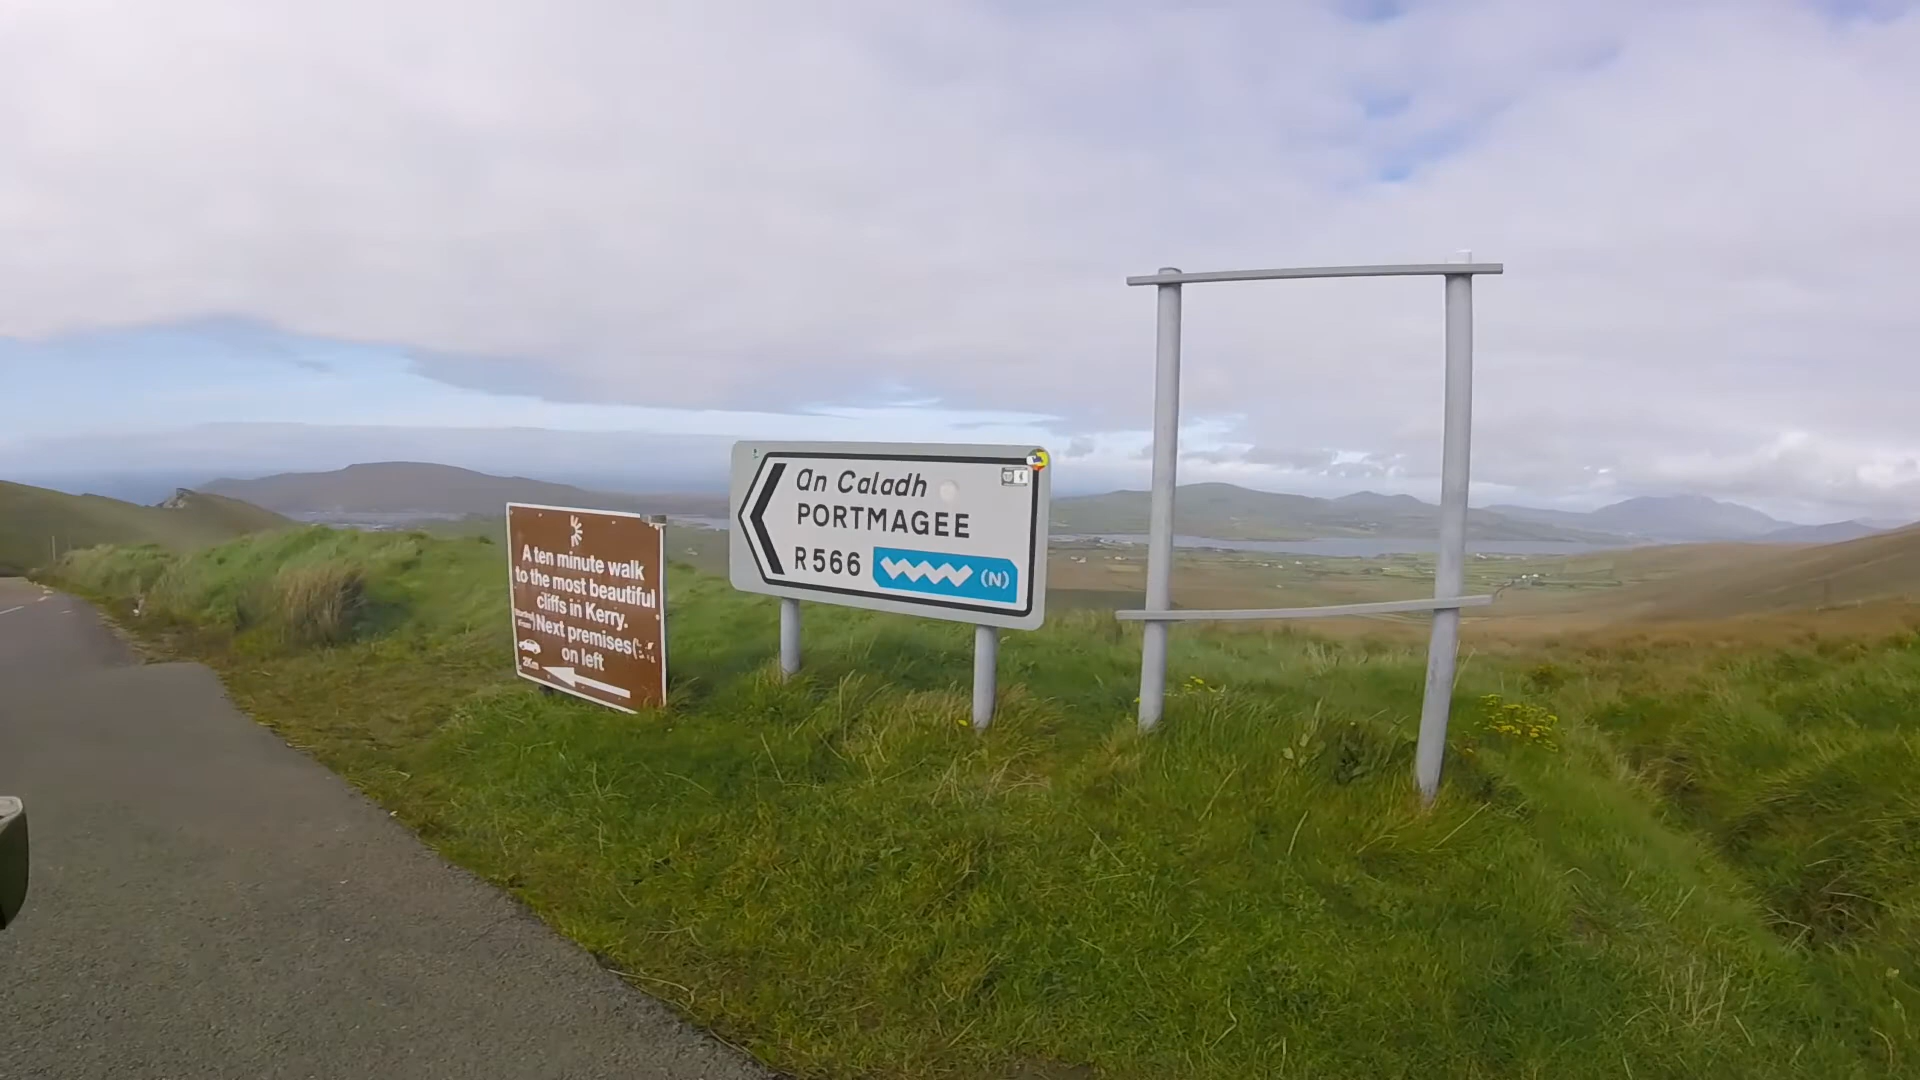 A ten minute walk
to the most beautiful
cliffs in Kerry.
Next premises
on left
2Km
An Caladh
PORTMAGEE
R566
(N)